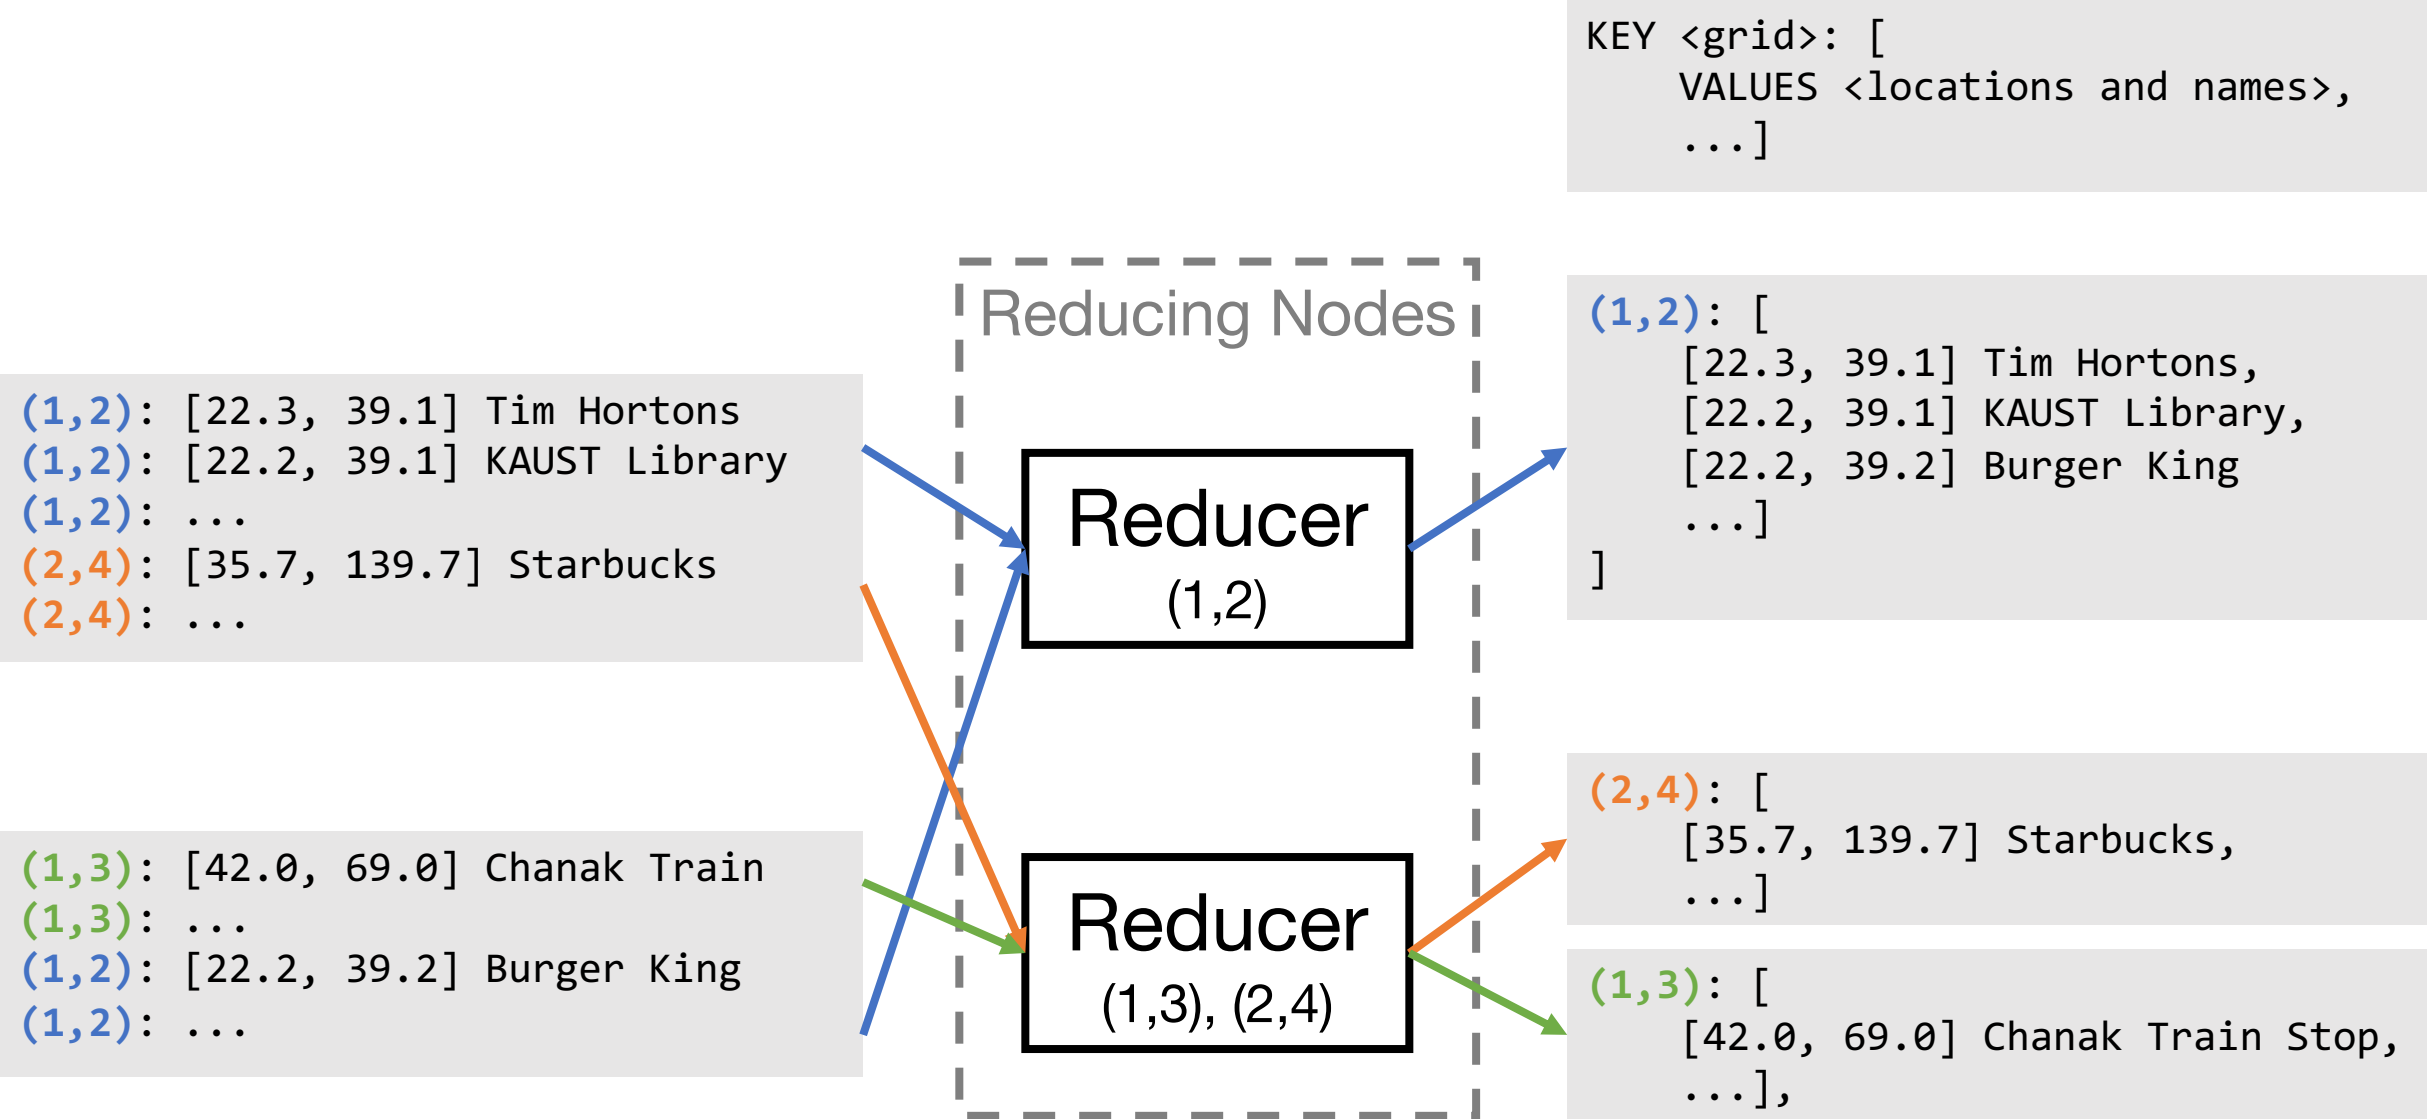 KEY <grid>: [
VALUES <locations and names>,
...]
(1,2): [22.3, 39.1] Tim Hortons
(1,2): [22.2, 39.1] KAUST Library
(1,2): ...
(2,4): [35.7, 139.7] Starbucks
(2,4): ...
(1,3): [42.0, 69.0] Chanak Train
(1,3): ...
(1,2): [22.2, 39.2] Burger King
(1,2): ...
Reducing Nodes
Reducer
(1,2)
Reducer
(1,3), (2,4)
(1,2): [
[22.3, 39.1] Tim Hortons,
[22.2, 39.1] KAUST Library,
[22.2, 39.2] Burger King
...]
]
(2,4): [
[35.7, 139.7] Starbucks,
...]
(1,3): [
[42.0, 69.0] Chanak Train Stop,
...],